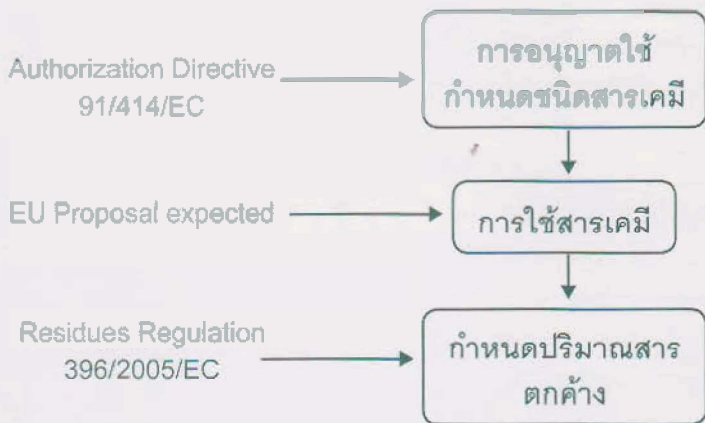 Authorization Directive
91/414/EC
การอนุญาตใช้
กำหนดชนิดสารเคมี
EU Proposal expected
การใช้สารเคมี
Residues Regulation
396/2005/EC
กำหนดปริมาณสาร
ตกค้าง